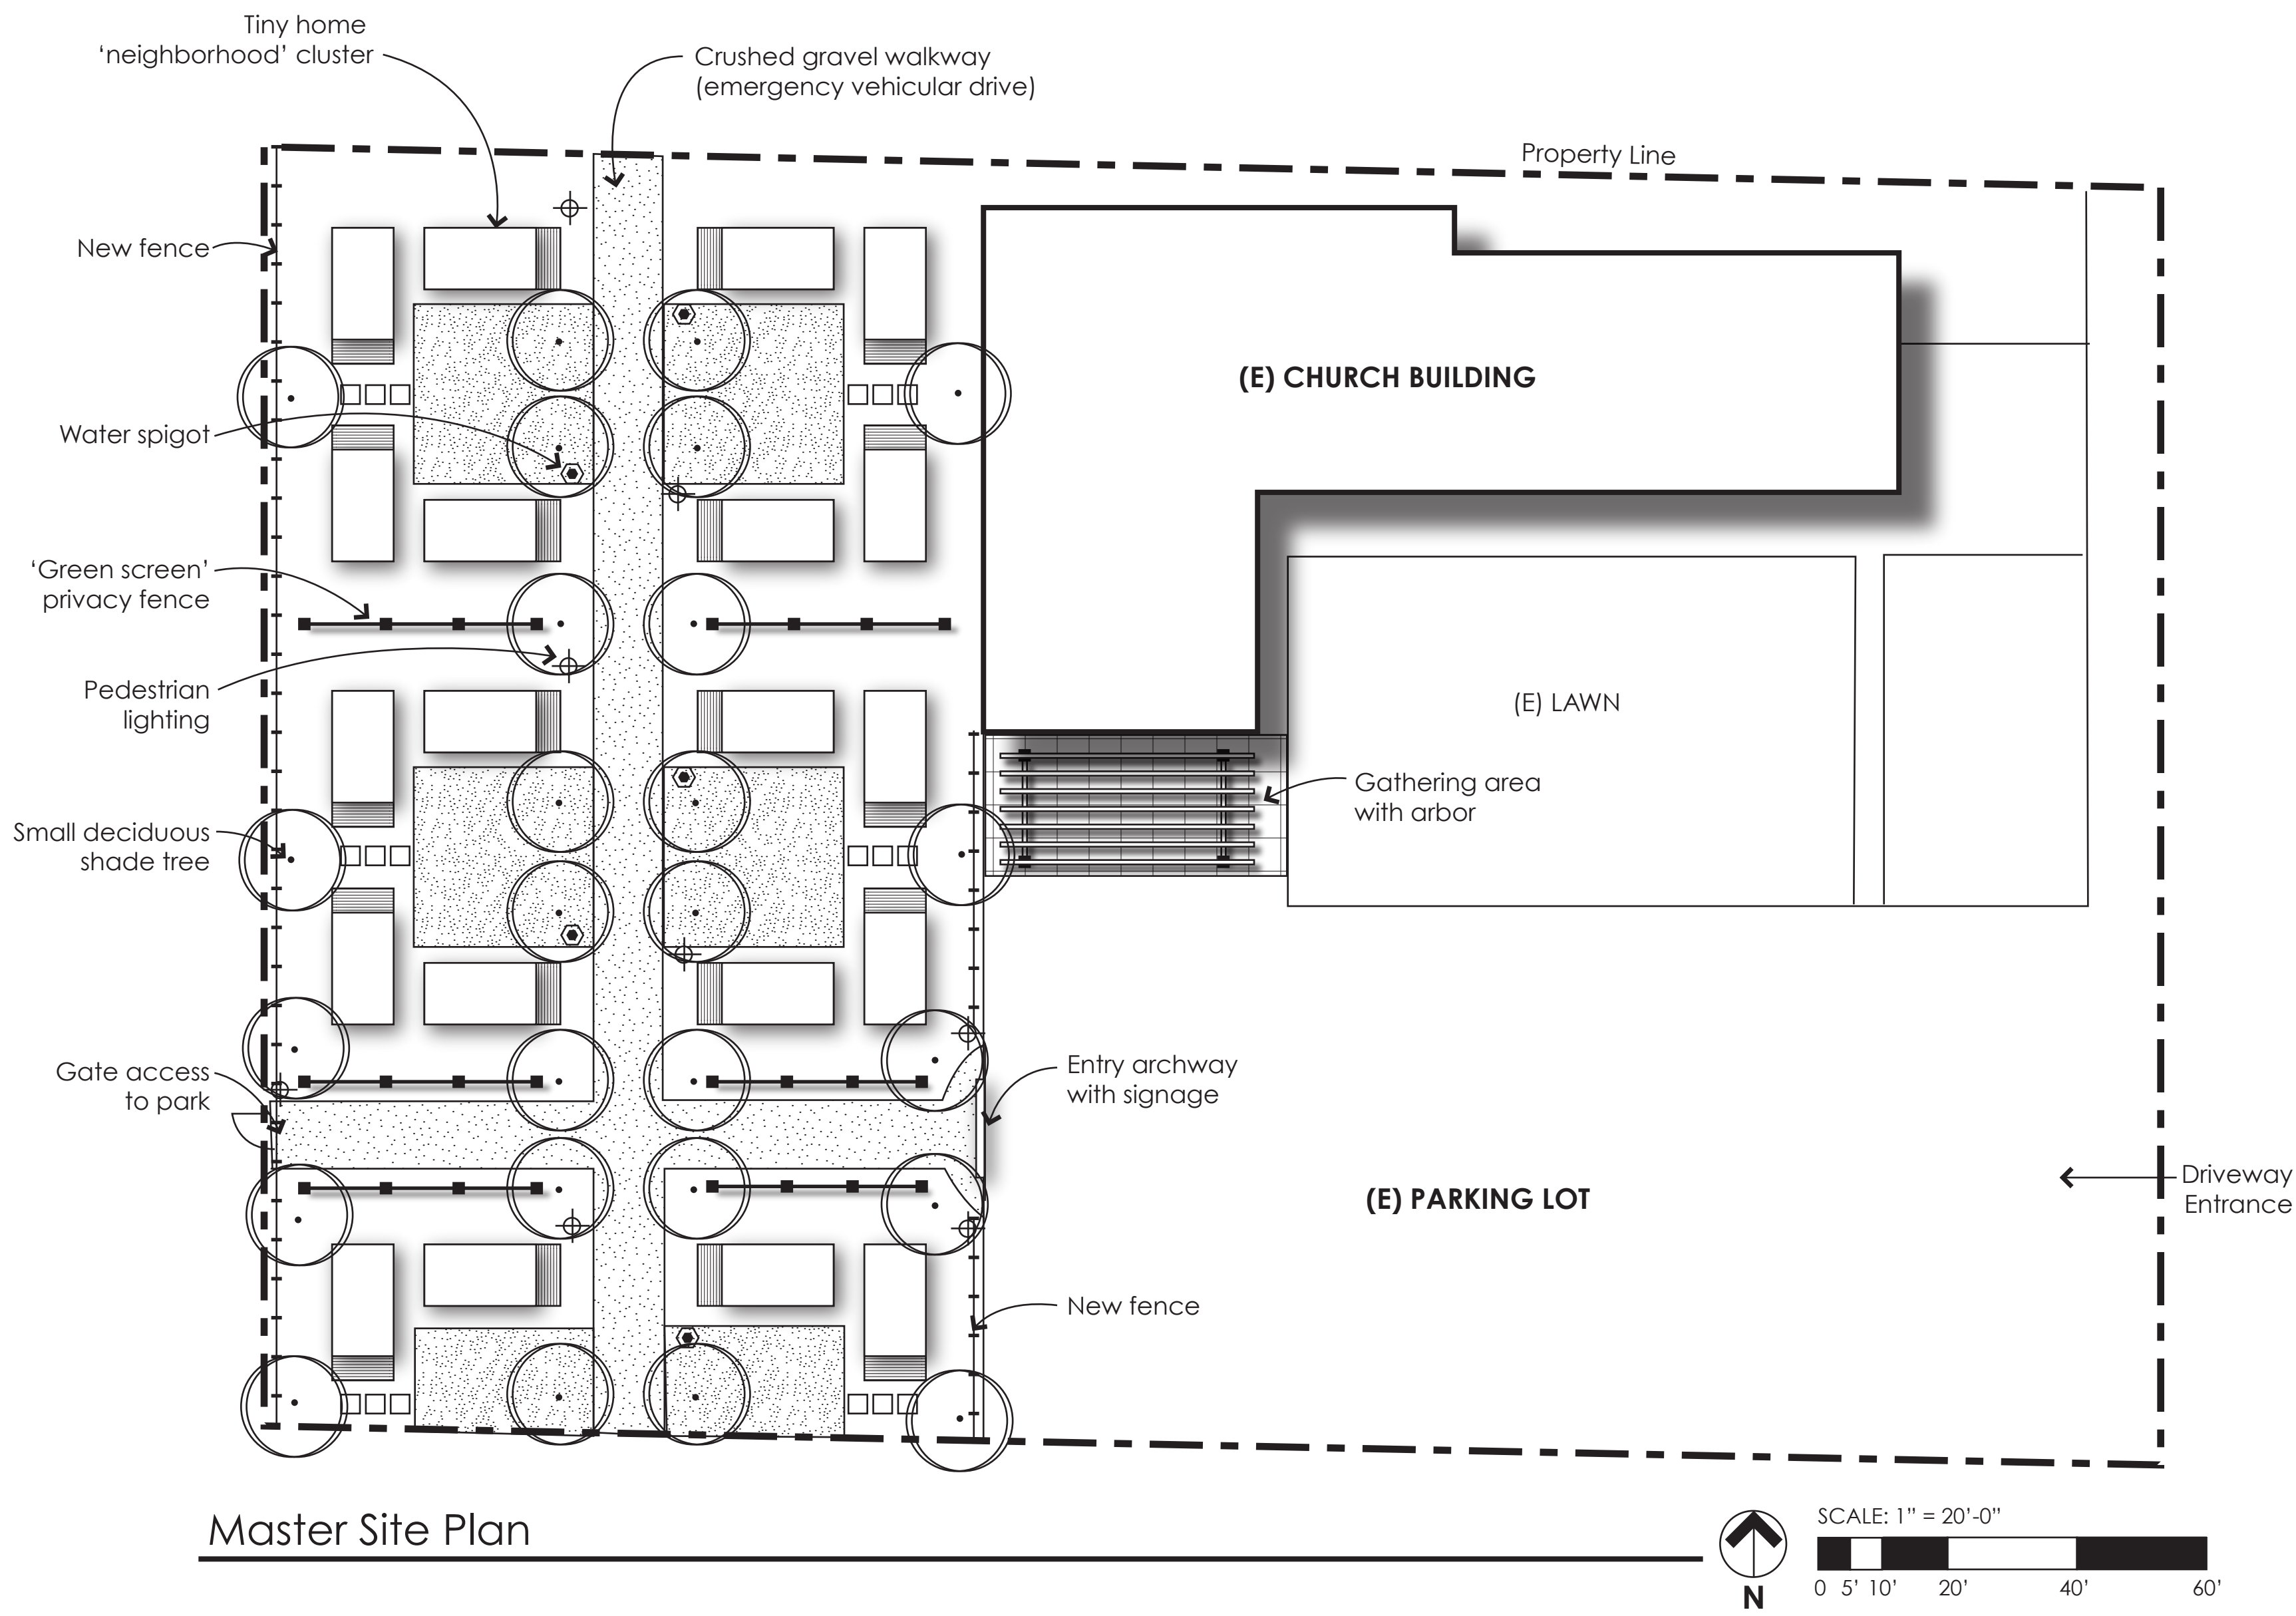 Tiny home
‘neighborhood’ cluster
Crushed gravel walkway
(emergency vehicular drive)
Property Line
New fence
(E) CHURCH BUILDING
Water spigot
‘Green screen’
privacy fence
Pedestrian
lighting
(E) LAWN
Gathering area
with arbor
Small deciduous
shade tree
Gate access
to park
Entry archway
with signage
Driveway
Entrance
(E) PARKING LOT
New fence
Master Site Plan
N
SCALE: 1” = 20’-0”
0 5’ 10’ 20’ 40’ 60’